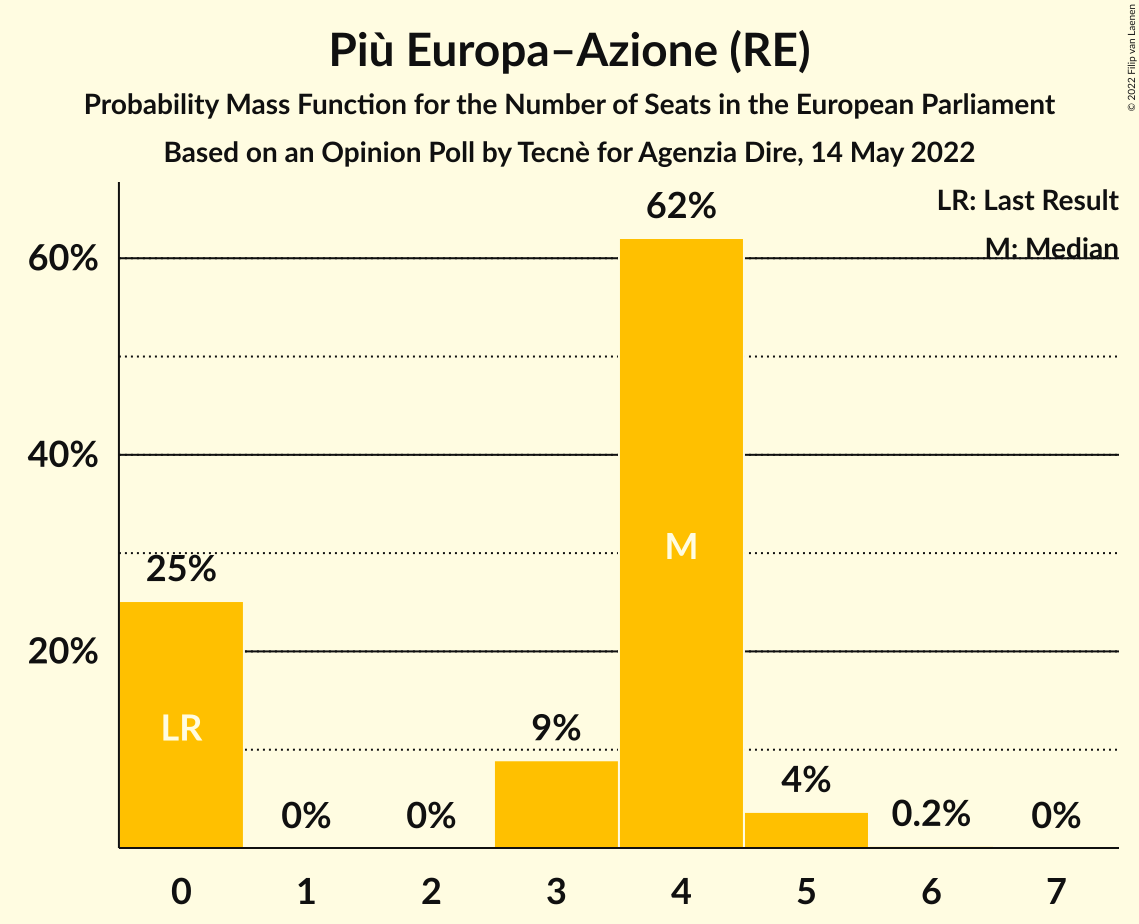 Più Europa–Azione (RE)
Probability Mass Function for the Number of Seats in the European Parliament
Based on an Opinion Poll by Tecnè for Agenzia Dire, 14 May 2022
© 2022 Filip van Laenen
LR: Last Result
M: Median
60%
40%
20%
25%
0%
0%
9%
62%
4%
0.2%
0%
LR
M
0 1 2 3 4 5 6 7